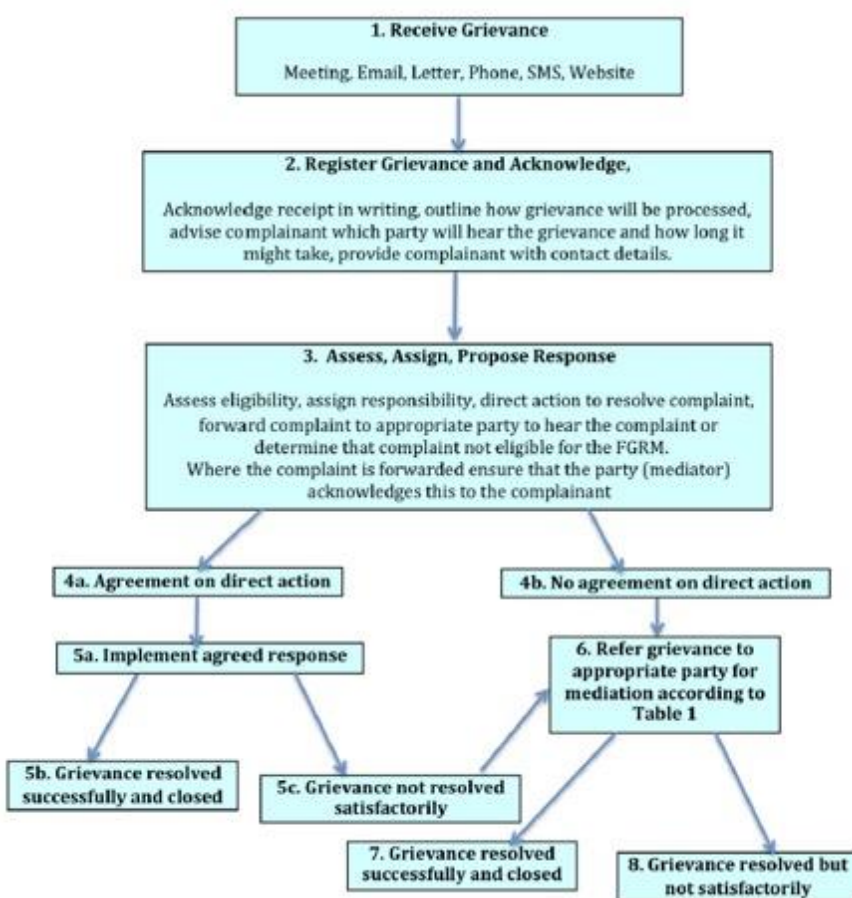 1. Receive Grievance
Meeting, Email, Letter, Phone, SMS, Website
2. Register Grievance and Acknowledge,
Acknowledge receipt in writing, outline how grievance will be processed,
advise complainant which party will hear the grievance and how long it
might take, provide complainant with contact details.
3. Assess, Assign, Propose Response
Assess eligibility, assign responsibility, direct action to resolve complaint,
forward complaint to appropriate party to hear the complaint or
determine that complaint not eligible for the FGRM.
Where the complaint is forwarded ensure that the party (mediator)
acknowledges this to the complainant
4a. Agreement on direct action
4b. No agreement on direct action
5a. Implement agreed response
6. Refer grievance to
appropriate party for
mediation according to
Table 1
5b. Grievance resolved
successfully and closed
5c. Grievance not resolved
satisfactorily
7. Grievance resolved
successfully and closed
8. Grievance resolved but
not satisfactorily